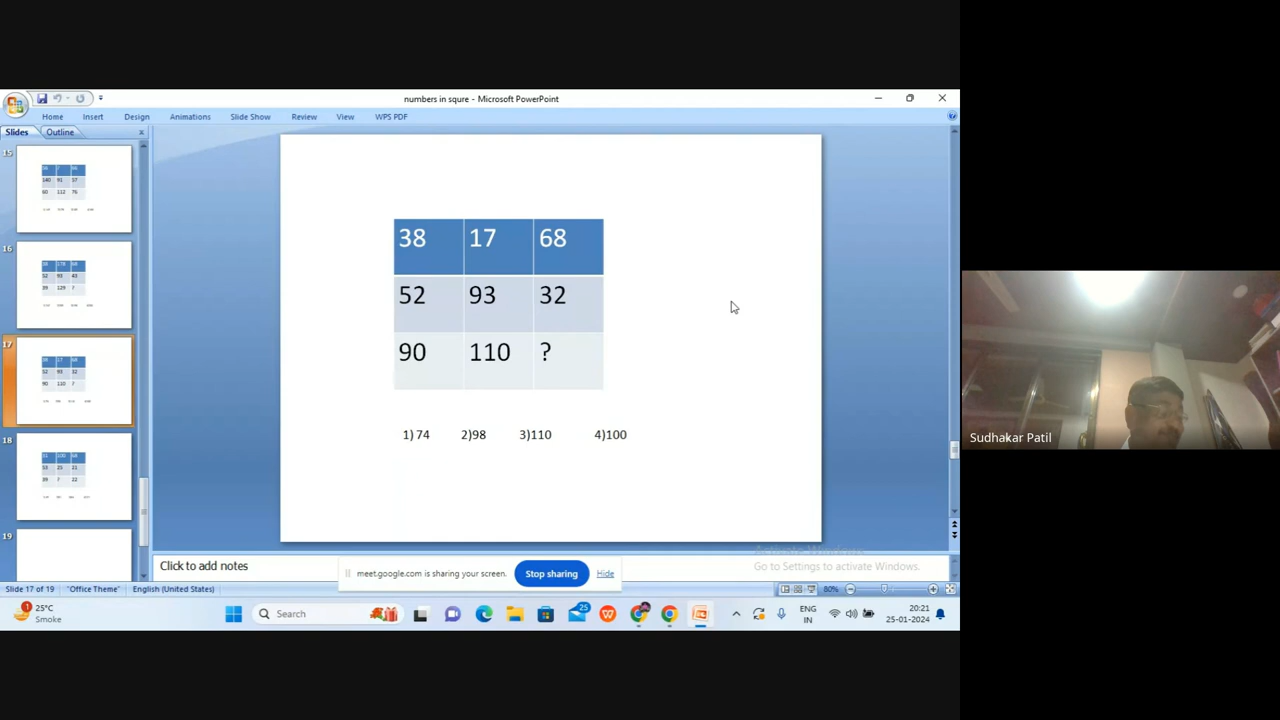 numbers in squre - Microsoft PowerPoint
Home Insert Design Animations Slide Show Review View WPS PDF
Slides Outline
15
16
17
18
19
38 17 68
52 93 32
90 110 ?
1) 74 2)98 3)110 4)100
Activate Windows
Go to Settings to activate Windows.
Click to add notes
meet.google.com is sharing your screen. Stop sharing Hide
Slide 17 of 19 "Office Theme" English (United States) 80%
25°C
Smoke
Search
25
ENG
IN
20:21
25-01-2024
Sudhakar Patil